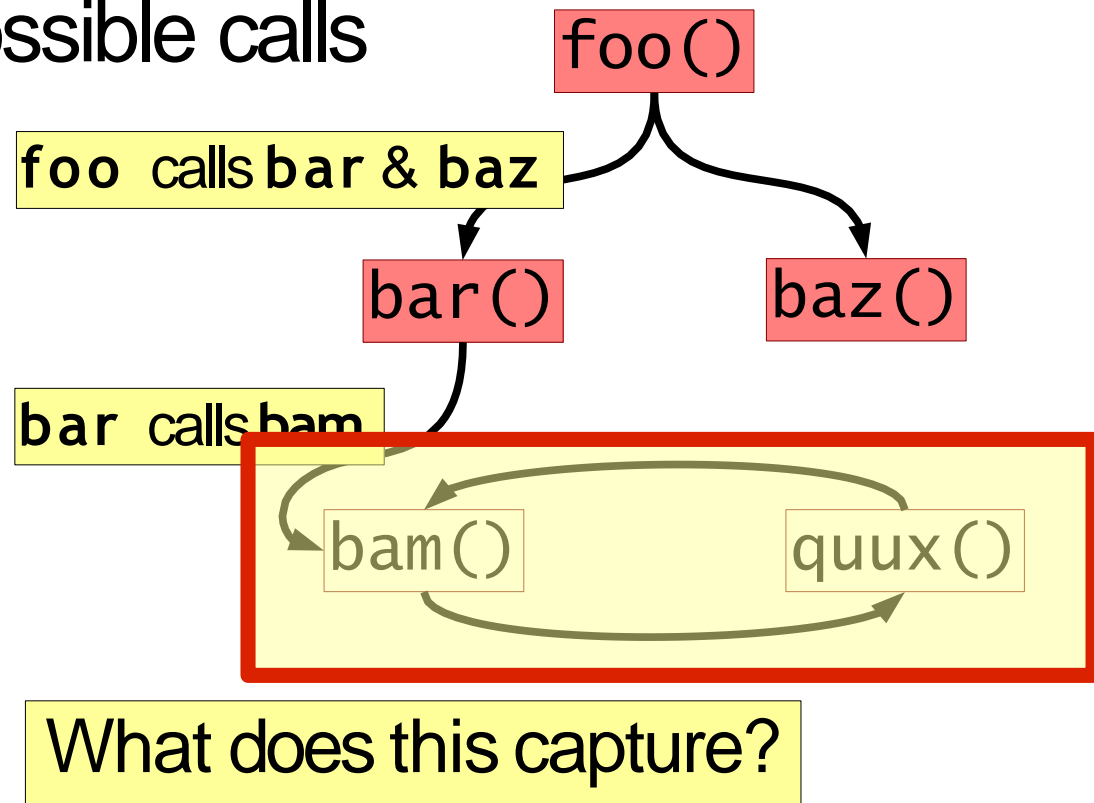 ossible calls
foo()
foo calls bar & baz
bar()
baz()
bar calls bam
bam()
quux()
What does this capture?